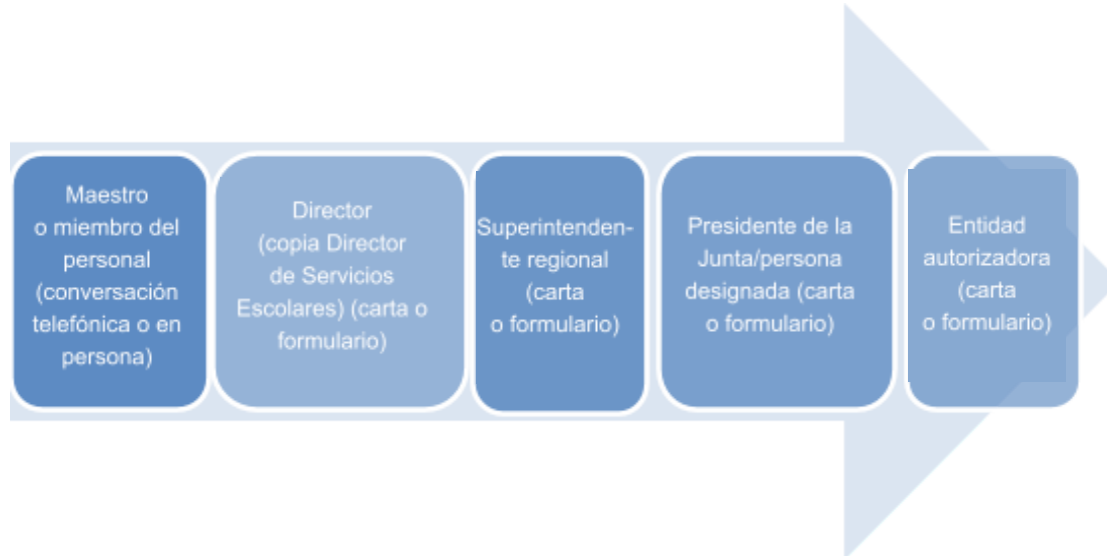 Maestro
o miembro del
personal
(conversación
telefónica o en
persona)
Director
(copia Director
de Servicios
Escolares) (carta o
formulario)
Superintenden-
te regional
(carta
o formulario)
Presidente de la
Junta/persona
designada (carta
o formulario)
Entidad
autorizadora
(carta
o formulario)